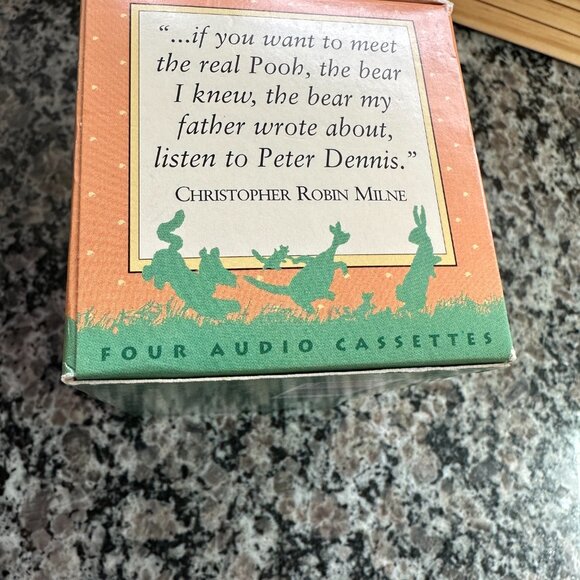 “...if you want to meet
the real Pooh, the bear
I knew, the bear my
father wrote about,
listen to Peter Dennis.”
CHRISTOPHER ROBIN MILNE
FOUR AUDIO CASSETTES